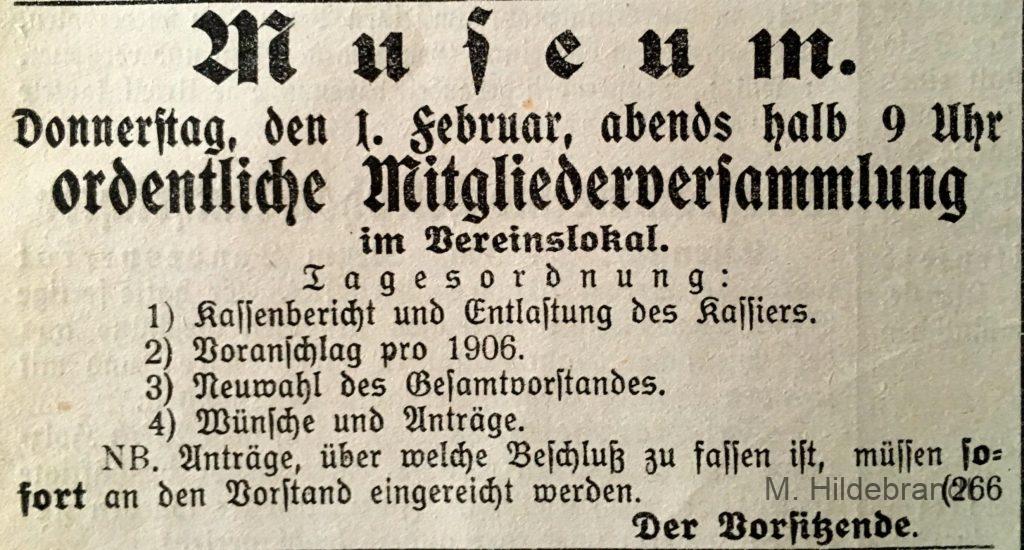 Museum.
Donnerstag, den 1. Februar, abends halb 9 Uhr
ordentliche Mitgliederversammlung
im Vereinslokal.
Tagesordnung:
1) Kassenbericht und Entlastung des Kassiers.
2) Voranschlag pro 1906.
3) Neuwahl des Gesamtvorstandes.
4) Wünsche und Anträge.
NB. Anträge, über welche Beschluß zu fassen ist, müssen so=
fort an den Vorstand eingereicht werden. (266
M. Hildebrand
Der Vorsitzende.